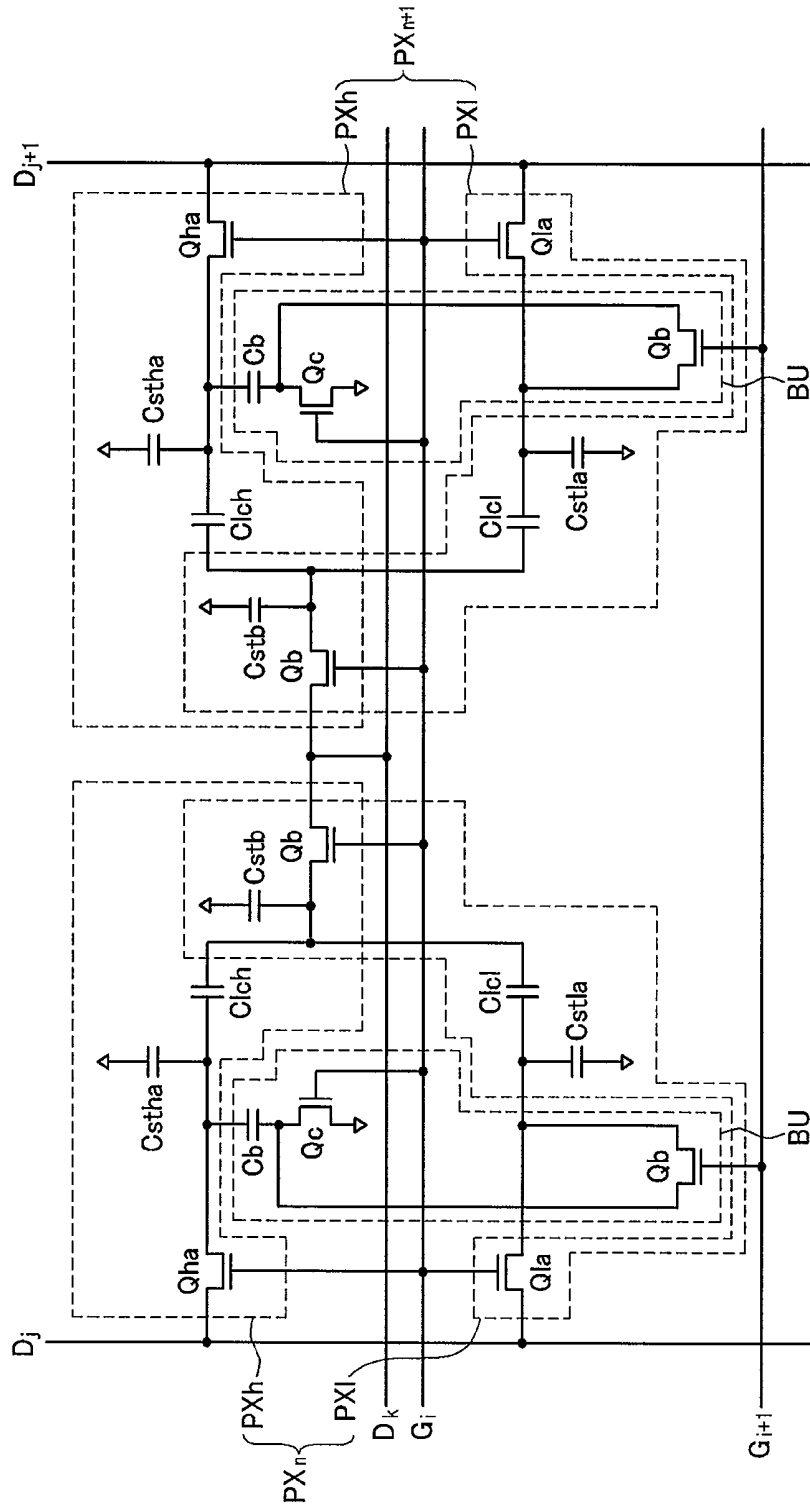 Dj
Dj+1
Cstha
Cstha
Qha
Qha
Clch
Clch
Cb
Cb
Cstb
Cstb
Qc
Qc
Qb
Qb
PXh
PXh
PXn
PXn+1
PXl
PXl
Dk
Gi
Clcl
Clcl
Qla
Qla
Cstla
Cstla
Qb
Qb
BU
BU
Gi+1